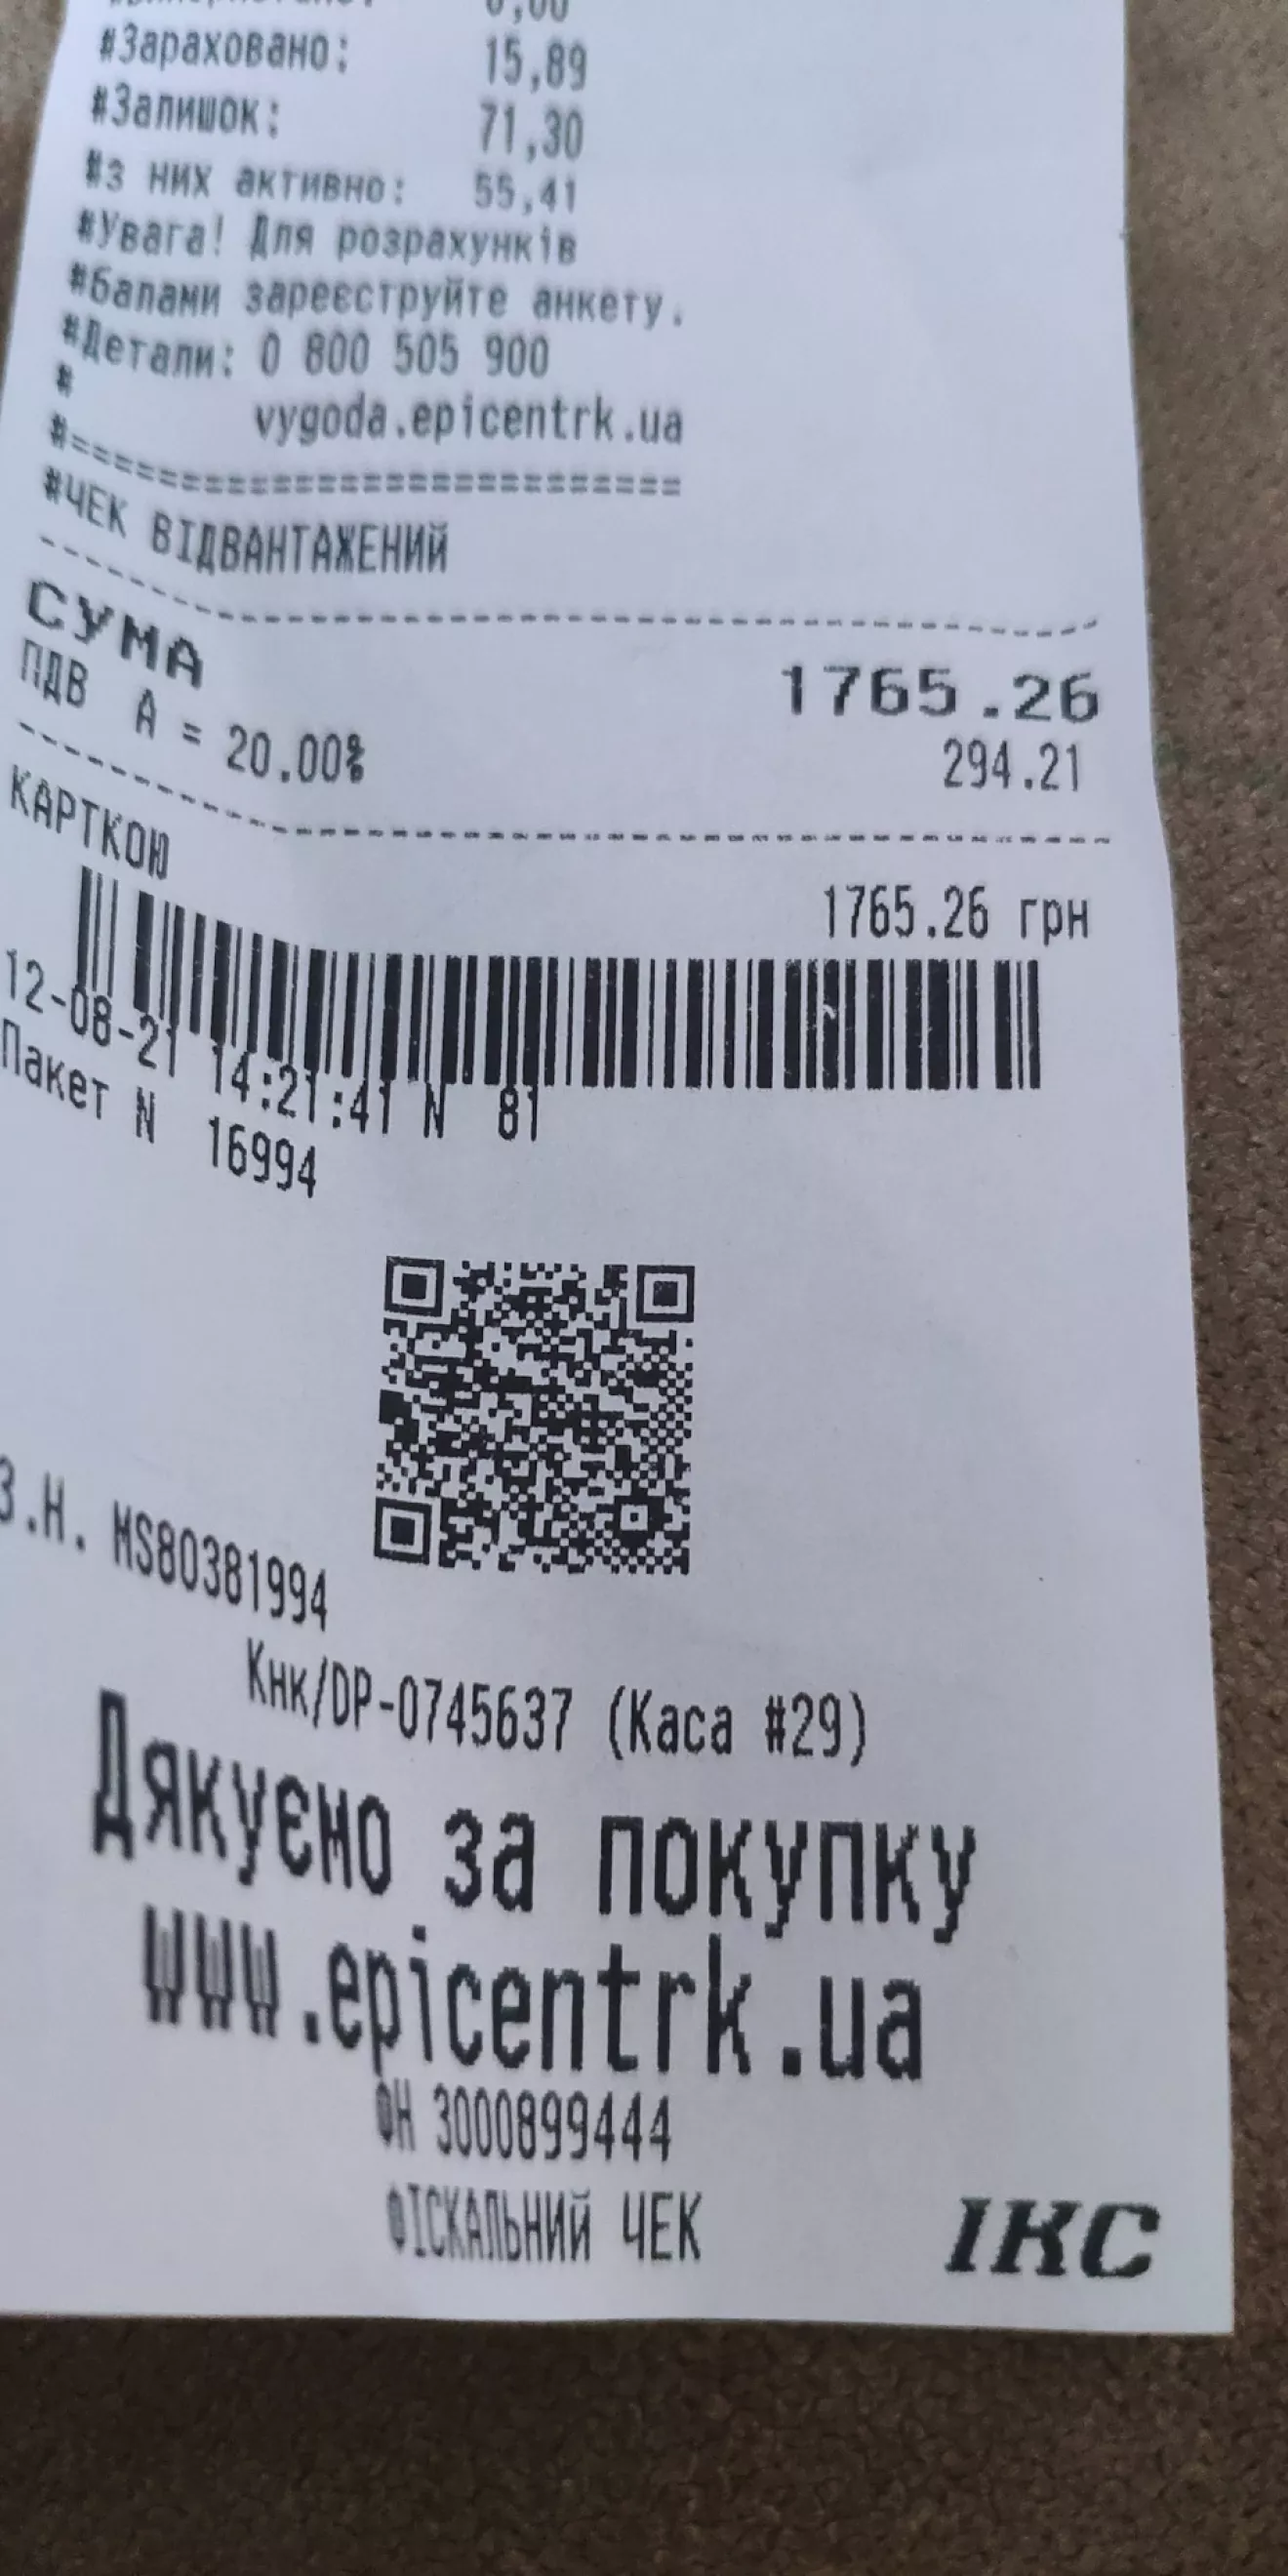 0,00
#Зараховано: 15,89
#Залишок: 71,30
#з них активно: 55,41
#Увага! Для розрахунків
#балами зареєструйте анкету.
#Детали: 0 800 505 900
#
vygoda.epicentrk.ua
#============================
#ЧЕК ВІДВАНТАЖЕНИЙ
СУМА 1765.26
ПДВ А = 20.00% 294.21
КАРТКОЮ 1765.26 грн
12-08-21 14:21:41 N 81
Пакет N 16994
З.Н. MS80381994
Кнк/DP-0745637 (Каса #29)
Дякуємо за покупку
www.epicentrk.ua
ФН 3000899444
ФІСКАЛЬНИЙ ЧЕК ІКС